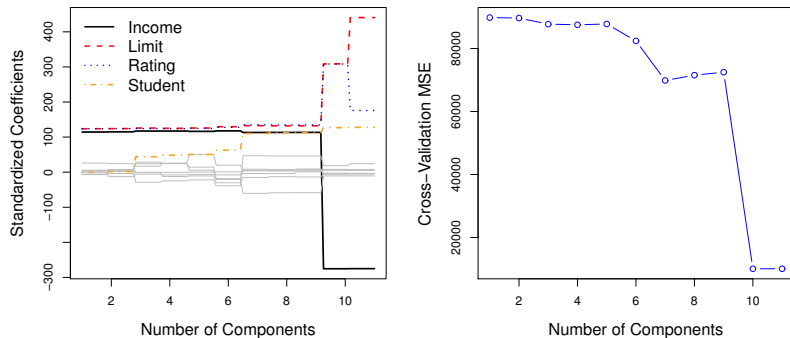 Income
Limit
Rating
Student
Standardized Coefficients
400
300
200
100
0
-100
-300
2
4
6
8
10
Number of Components
Cross−Validation MSE
80000
60000
40000
20000
2
4
6
8
10
Number of Components